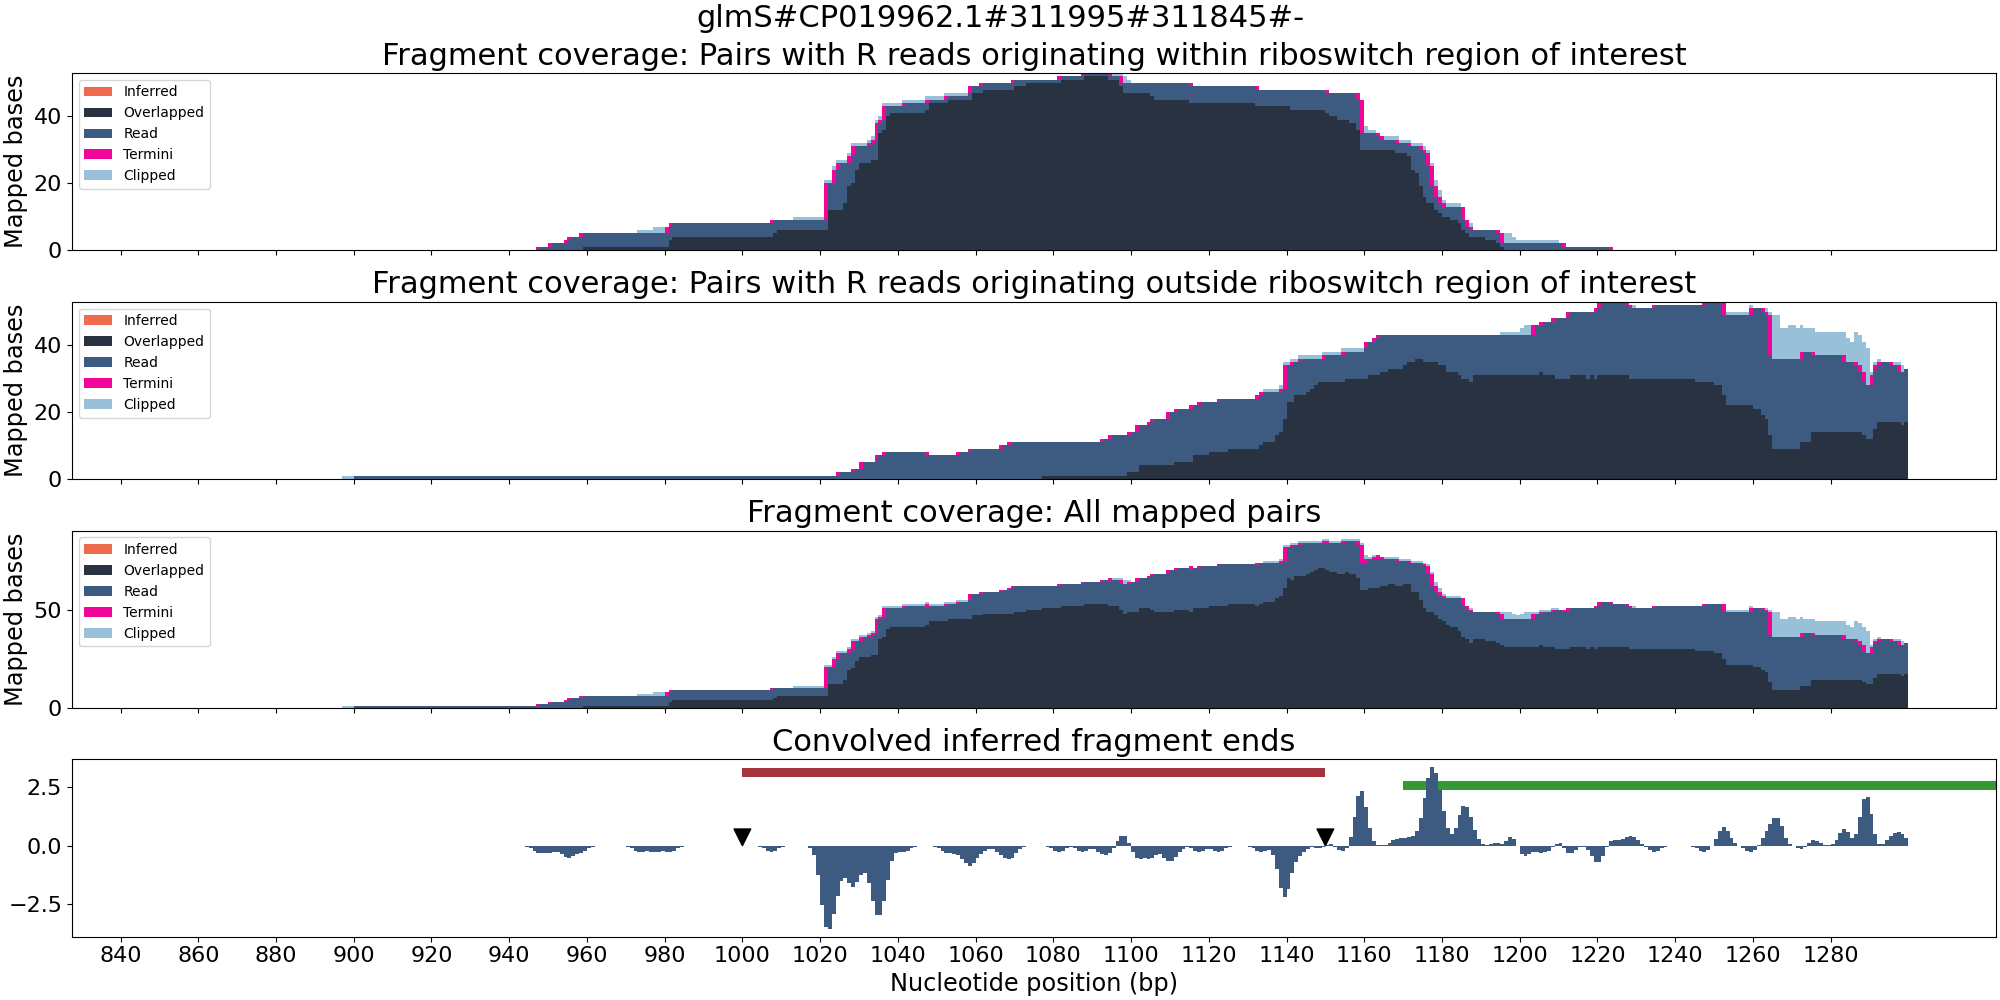 glmS#CP019962.1#311995#311845#-
Fragment coverage: Pairs with R reads originating within riboswitch region of interest
Mapped bases
40
20
0
Inferred
Overlapped
Read
Termini
Clipped
Fragment coverage: Pairs with R reads originating outside riboswitch region of interest
Mapped bases
40
20
0
Inferred
Overlapped
Read
Termini
Clipped
Fragment coverage: All mapped pairs
Mapped bases
50
0
Inferred
Overlapped
Read
Termini
Clipped
Convolved inferred fragment ends
2.5
0.0
−2.5
840 860 880 900 920 940 960 980 1000 1020 1040 1060 1080 1100 1120 1140 1160 1180 1200 1220 1240 1260 1280
Nucleotide position (bp)